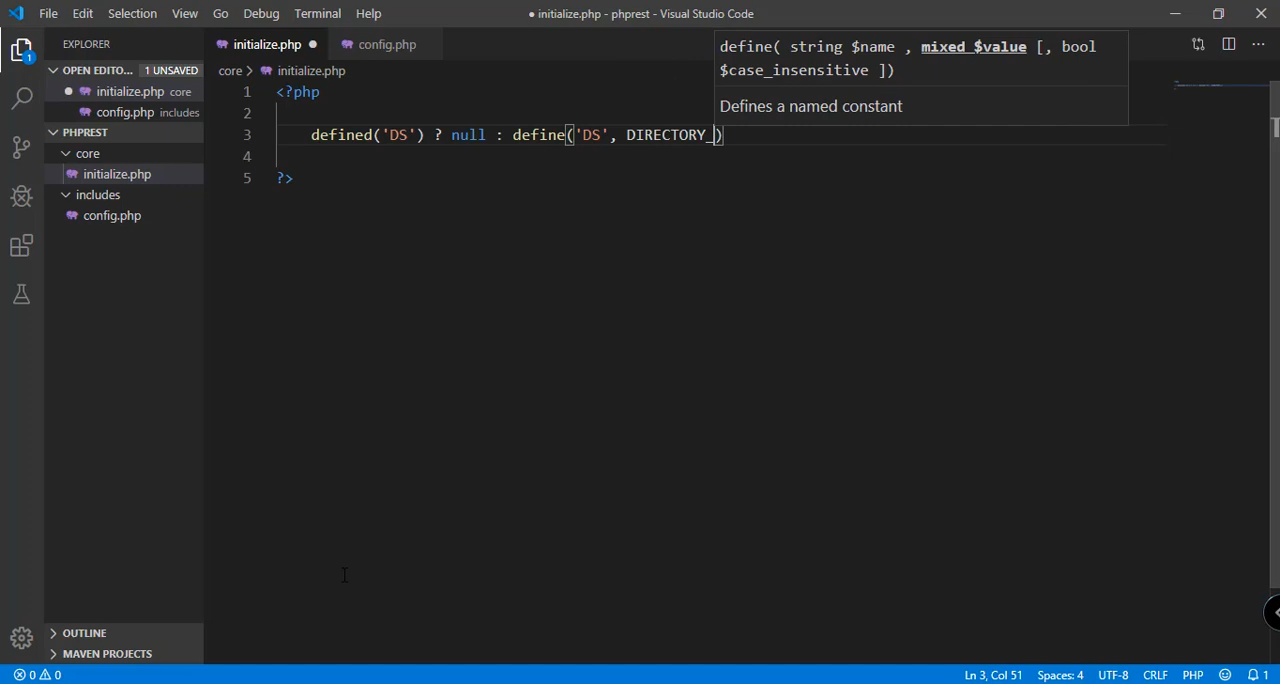 File Edit Selection View Go Debug Terminal Help
● initialize.php - phprest - Visual Studio Code
EXPLORER
OPEN EDITO... 1 UNSAVED
initialize.php core
config.php includes
PHPREST
core
initialize.php
includes
config.php
OUTLINE
MAVEN PROJECTS
1
initialize.php ●
config.php
core > initialize.php
define( string $name , mixed $value [, bool
$case_insensitive ])
Defines a named constant
1 <?php
2
3 defined('DS') ? null : define('DS', DIRECTORY_)
4
5 ?>
0 0
Ln 3, Col 51 Spaces: 4 UTF-8 CRLF PHP 1